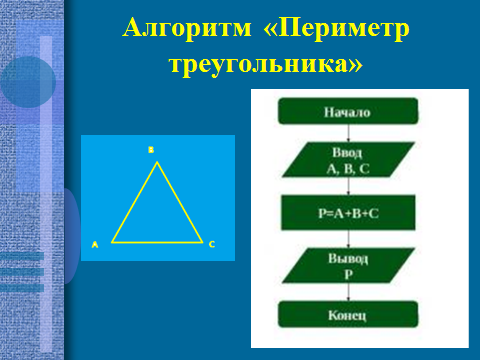 Алгоритм «Периметр
треугольника»
B
A
C
Начало
Ввод
A, B, C
P=A+B+C
Вывод
P
Конец